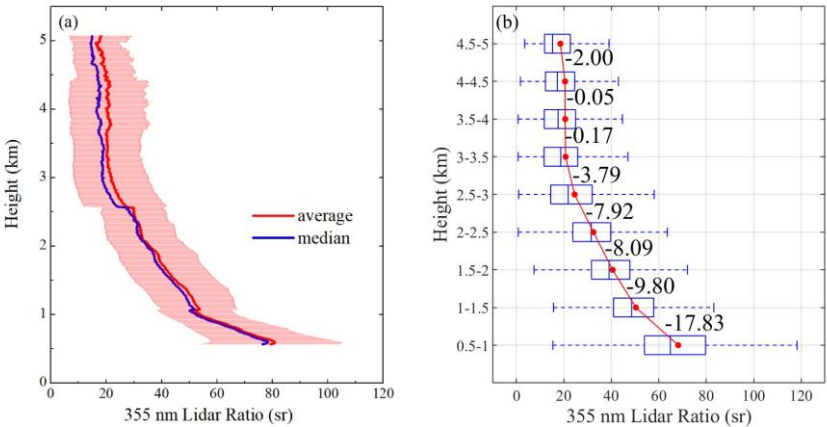 (a)
5
4
3
2
1
0
Height (km)
average
median
0 20 40 60 80 100 120
355 nm Lidar Ratio (sr)
(b)
4.5-5
4-4.5
3.5-4
3-3.5
2.5-3
2-2.5
1.5-2
1-1.5
0.5-1
Height (km)
-2.00
-0.05
-0.17
-3.79
-7.92
-8.09
-9.80
-17.83
0 20 40 60 80 100 120
355 nm Lidar Ratio (sr)